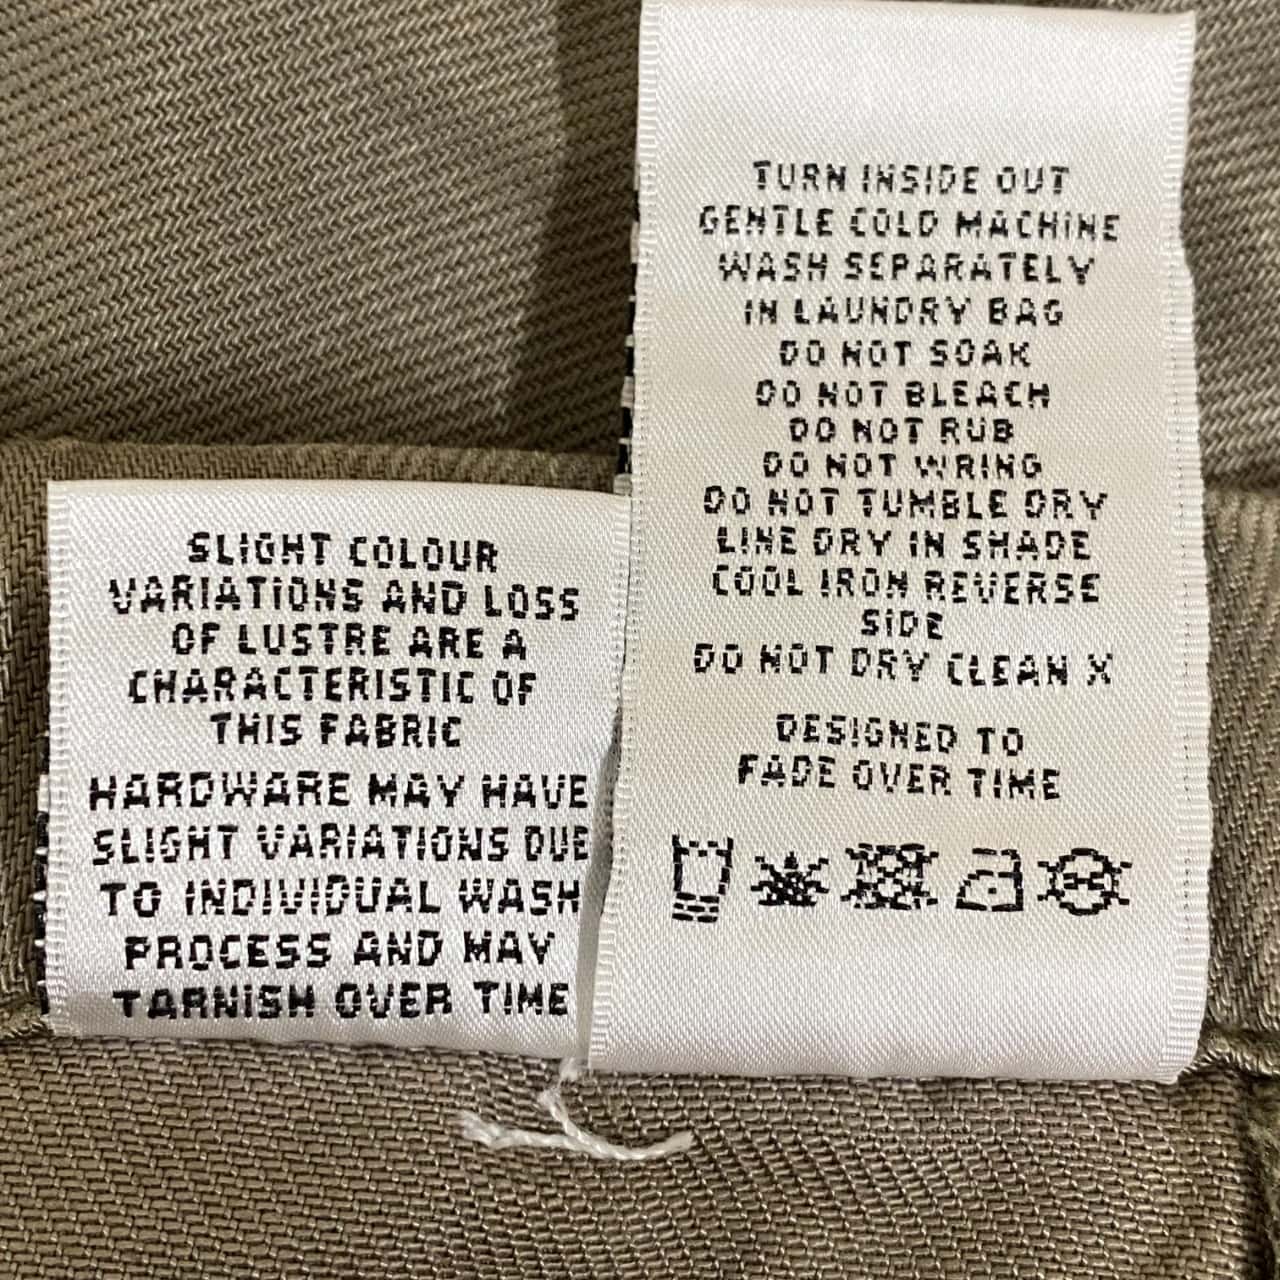 SLIGHT COLOUR
VARIATIONS AND LOSS
OF LUSTRE ARE A
CHARACTERISTIC OF
THIS FABRIC
HARDWARE MAY HAVE
SLIGHT VARIATIONS DUE
TO INDIVIDUAL WASH
PROCESS AND MAY
TARNISH OVER TIME
TURN INSIDE OUT
GENTLE COLD MACHINE
WASH SEPARATELY
IN LAUNDRY BAG
DO NOT SOAK
DO NOT BLEACH
DO NOT RUB
DO NOT WRING
DO NOT TUMBLE DRY
LINE DRY IN SHADE
COOL IRON REVERSE
SIDE
DO NOT DRY CLEAN X
DESIGNED TO
FADE OVER TIME